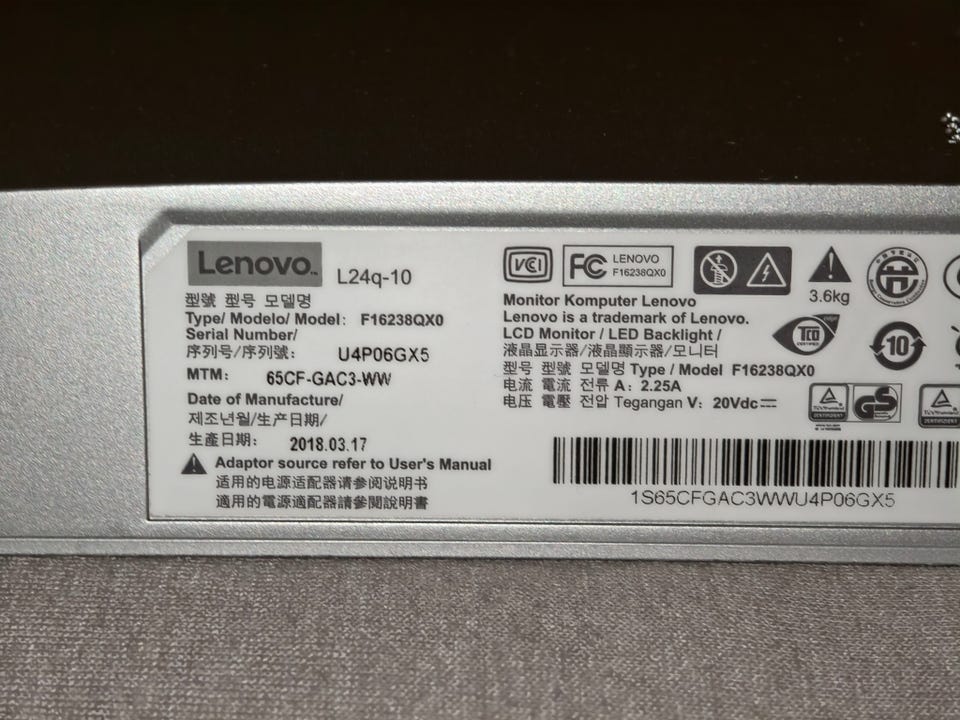 Lenovo
L24q-10
型號 型号 모델명
Type/ Modelo/ Model: F16238QX0
Serial Number/
序列号/序列號: U4P06GX5
MTM: 65CF-GAC3-WW
Date of Manufacture/
제조년월/生产日期/
生產日期: 2018.03.17
Adaptor source refer to User's Manual
适用的电源适配器请参阅说明书
適用的電源適配器請參閱說明書
VCCI
FC LENOVO
F16238QX0
3.6kg
Monitor Komputer Lenovo
Lenovo is a trademark of Lenovo.
LCD Monitor / LED Backlight /
液晶显示器/液晶顯示器/모니터
型号 型號 모델명 Type / Model F16238QX0
电流 電流 전류 A: 2.25A
电压 電壓 전압 Tegangan V: 20Vdc
TCO
10
GS
1S65CFGAC3WWU4P06GX5